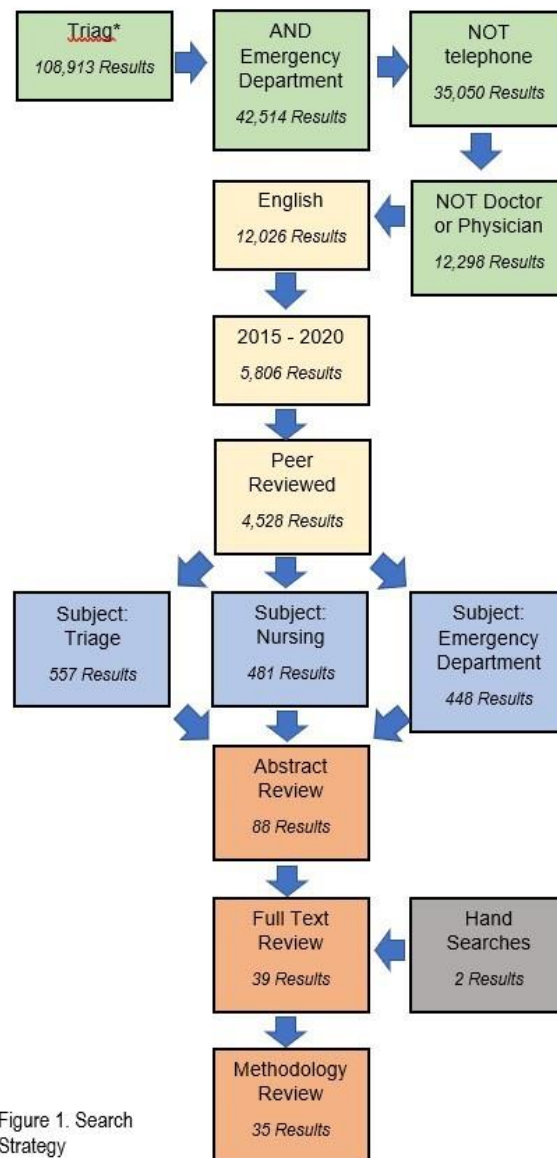 Triag*
108,913 Results
AND
Emergency
Department
42,514 Results
NOT
telephone
35,050 Results
English
12,026 Results
NOT Doctor
or Physician
12,298 Results
2015 - 2020
5,806 Results
Peer
Reviewed
4,528 Results
Subject:
Triage
557 Results
Subject:
Nursing
481 Results
Subject:
Emergency
Department
448 Results
Abstract
Review
88 Results
Full Text
Review
39 Results
Hand
Searches
2 Results
Methodology
Review
35 Results
Figure 1. Search
Strategy